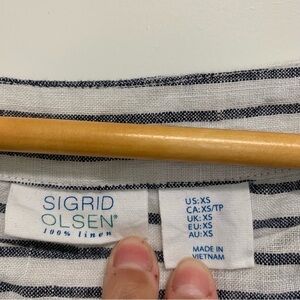 SIGRID
OLSEN®
100% linen
US:XS
CA:XS/TP
UK:XS
EU:XS
AU:XS
MADE IN
VIETNAM